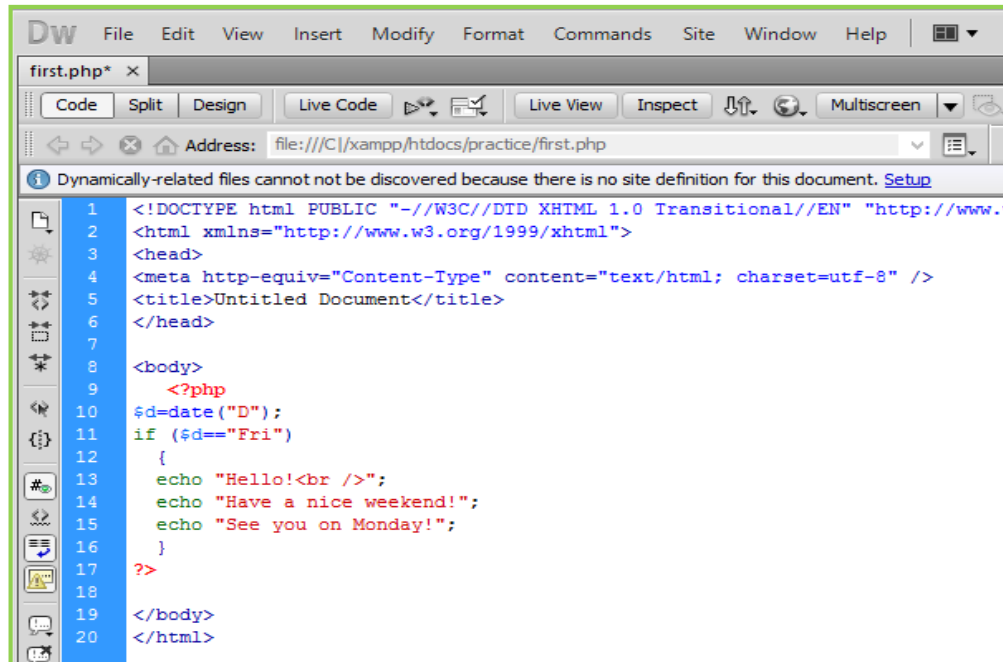 Dw File Edit View Insert Modify Format Commands Site Window Help
first.php* ×
Code Split Design Live Code Live View Inspect Multiscreen
Address: file:///C|/xampp/htdocs/practice/first.php
Dynamically-related files cannot not be discovered because there is no site definition for this document. Setup
1 <!DOCTYPE html PUBLIC "-//W3C//DTD XHTML 1.0 Transitional//EN" "http://www.
2 <html xmlns="http://www.w3.org/1999/xhtml">
3 <head>
4 <meta http-equiv="Content-Type" content="text/html; charset=utf-8" />
5 <title>Untitled Document</title>
6 </head>
7
8 <body>
9 <?php
10 $d=date("D");
11 if ($d=="Fri")
12 {
13 echo "Hello!<br />";
14 echo "Have a nice weekend!";
15 echo "See you on Monday!";
16 }
17 ?>
18
19 </body>
20 </html>